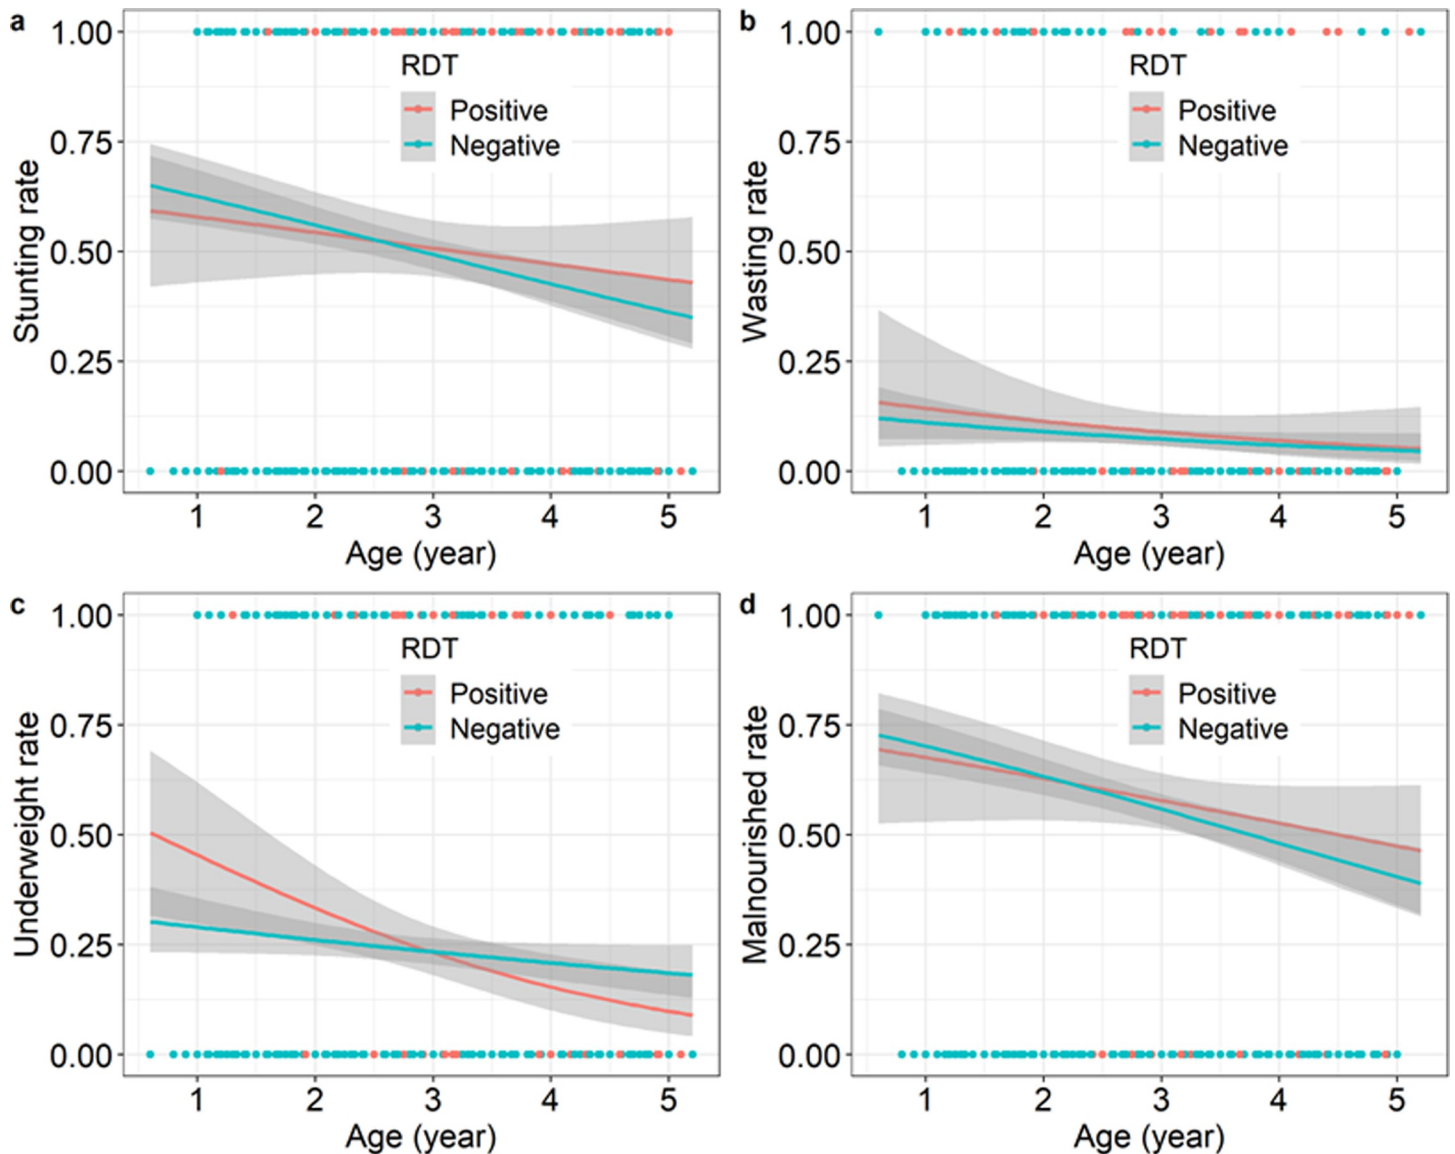 a
1.00
0.75
0.50
0.25
0.00
Stunting rate
RDT
Positive
Negative
1 2 3 4 5
Age (year)
b
1.00
0.75
0.50
0.25
0.00
Wasting rate
RDT
Positive
Negative
1 2 3 4 5
Age (year)
c
1.00
0.75
0.50
0.25
0.00
Underweight rate
RDT
Positive
Negative
1 2 3 4 5
Age (year)
d
1.00
0.75
0.50
0.25
0.00
Malnourished rate
RDT
Positive
Negative
1 2 3 4 5
Age (year)